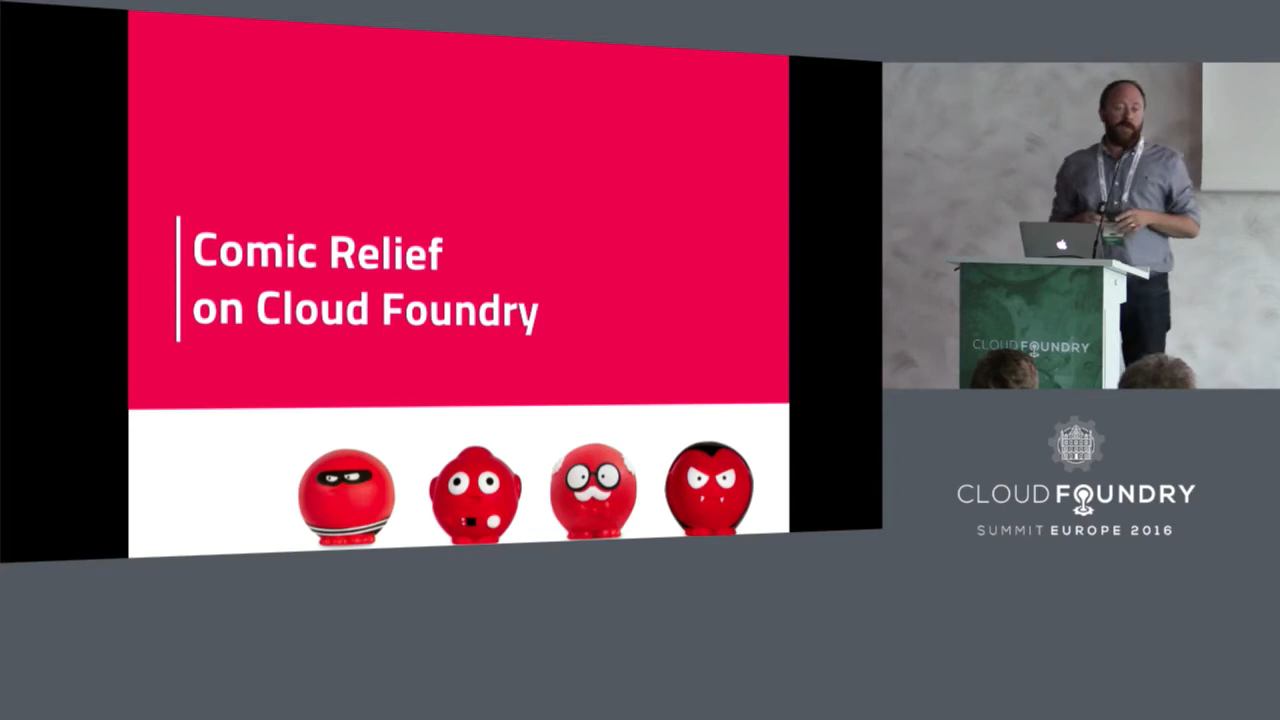 Comic Relief
on Cloud Foundry
CLOUD FOUNDRY
CLOUD FOUNDRY
SUMMIT EUROPE 2016